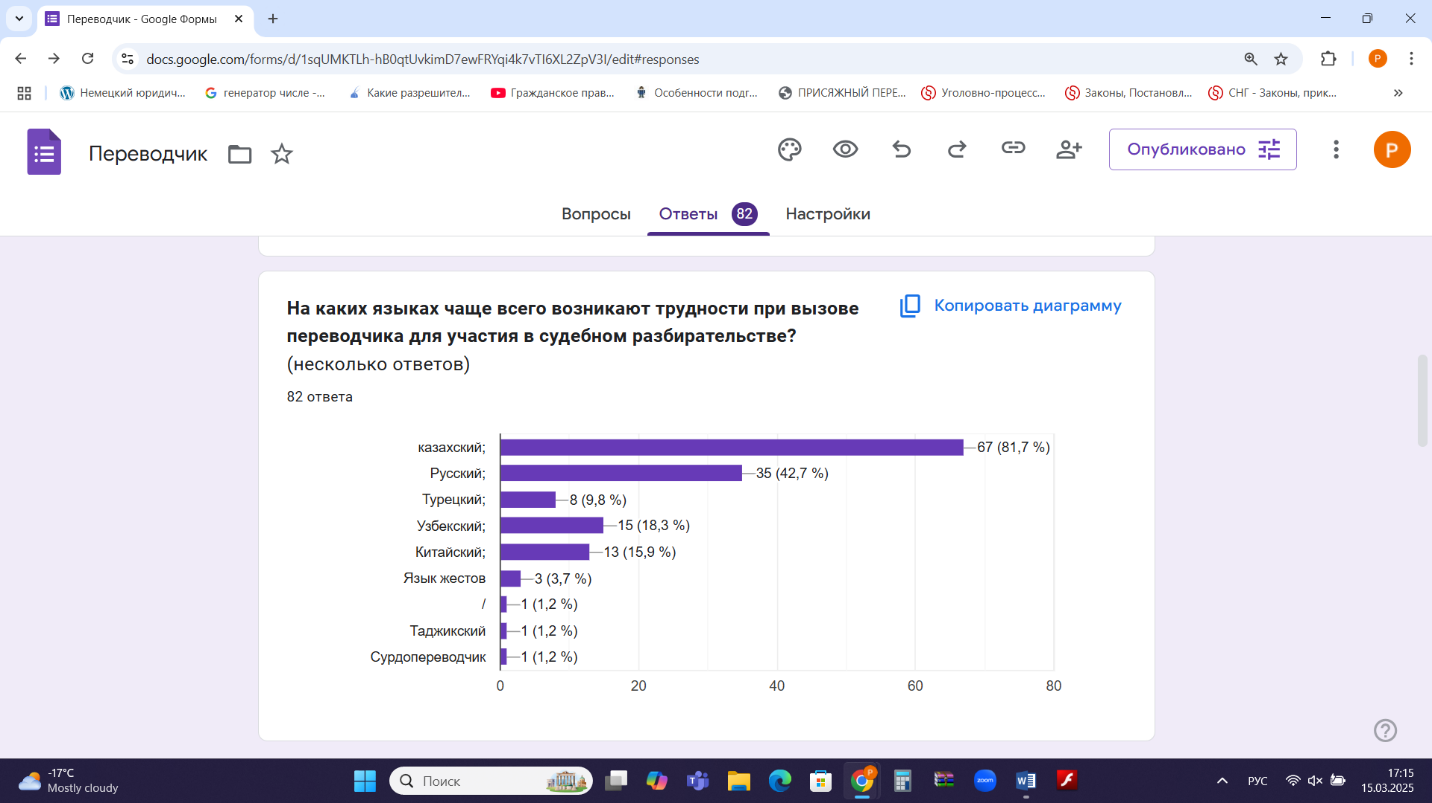 Переводчик - Google Формы
docs.google.com/forms/d/1sqUMKTLh-hB0qtUvkimD7ewFRYqi4k7vTI6XL2ZpV3I/edit#responses
P
Немецкий юридич...
генератор числе -...
Какие разрешител...
Гражданское прав...
Особенности подг...
ПРИСЯЖНЫЙ ПЕРЕ...
Уголовно-процесс...
Законы, Постановл...
СНГ - Законы, прик...
Переводчик
Опубликовано
P
Вопросы
Ответы 82
Настройки
На каких языках чаще всего возникают трудности при вызове
переводчика для участия в судебном разбирательстве?
(несколько ответов)
Копировать диаграмму
82 ответа
казахский; 67 (81,7 %)
Русский; 35 (42,7 %)
Турецкий; 8 (9,8 %)
Узбекский; 15 (18,3 %)
Китайский; 13 (15,9 %)
Язык жестов 3 (3,7 %)
/ 1 (1,2 %)
Таджикский 1 (1,2 %)
Сурдопереводчик 1 (1,2 %)
0 20 40 60 80
-17°C
Mostly cloudy
Поиск
zoom
РУС
17:15
15.03.2025